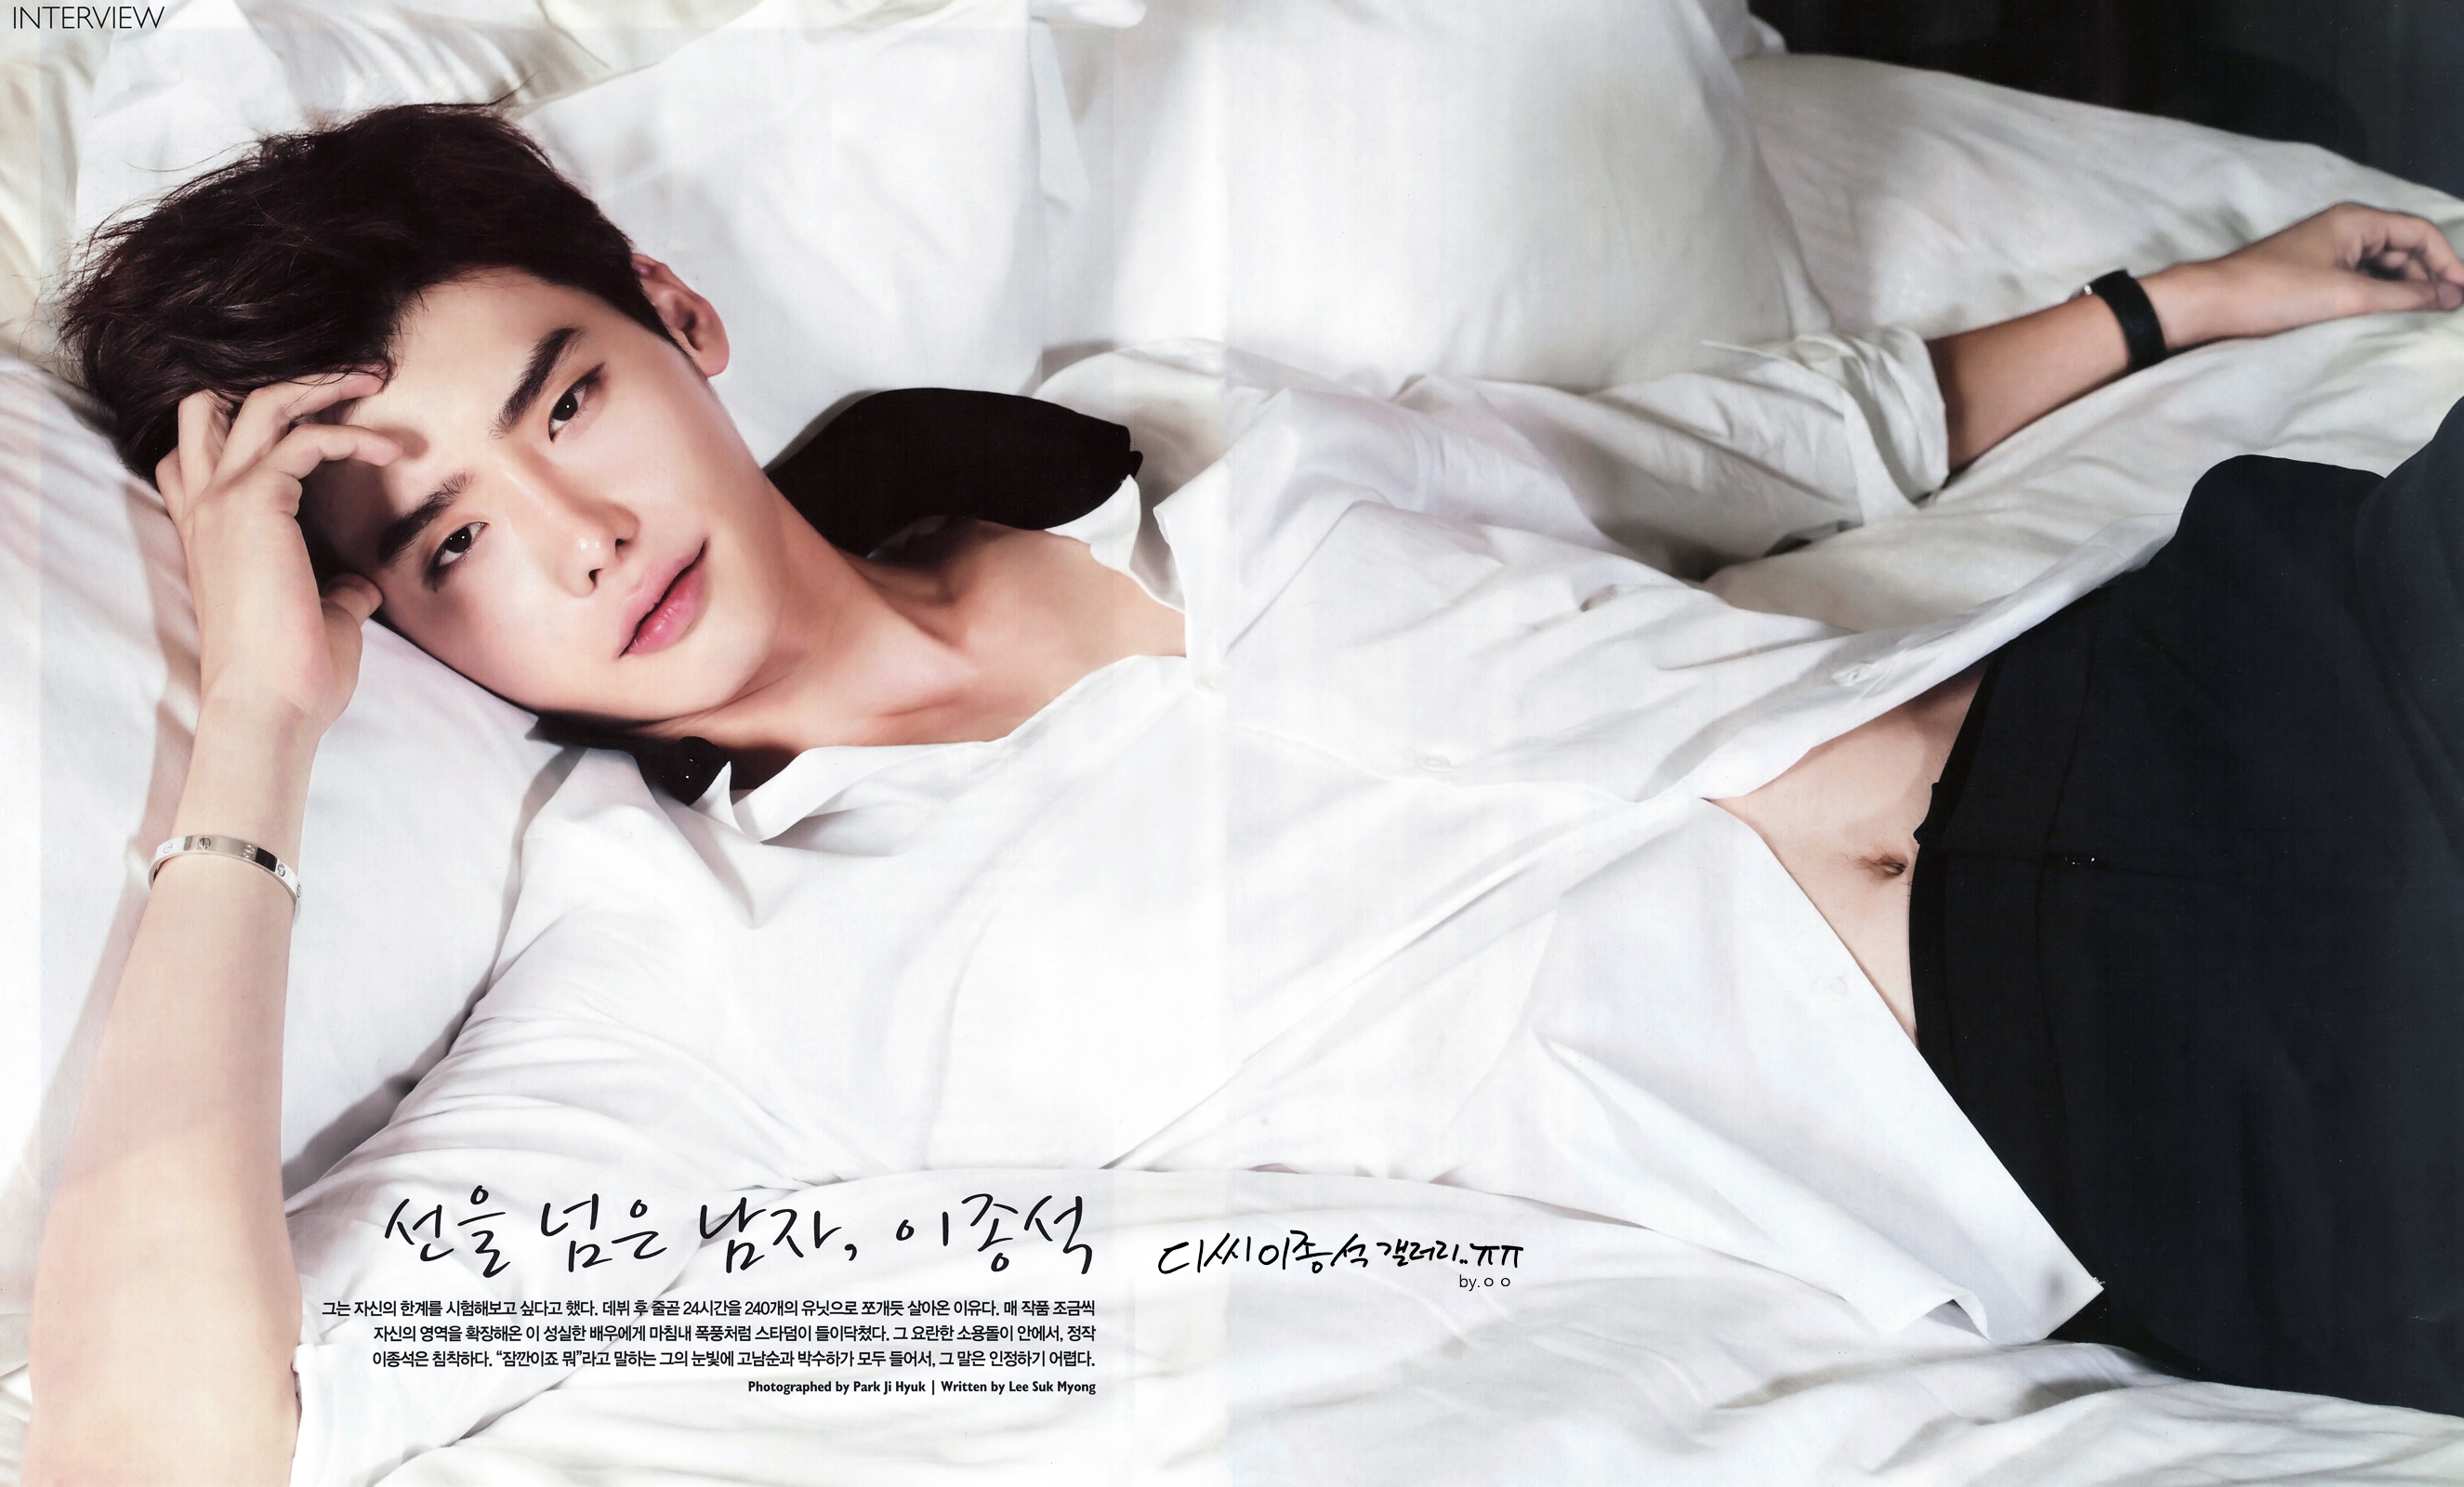 INTERVIEW
선을 넘은 남자, 이종석
디씨이종석 갤러리..ㅠㅠ
by.ㅇㅇ
그는 자신의 한계를 시험해보고 싶다고 했다. 데뷔 후 줄곧 24시간을 240개의 유닛으로 쪼개듯 살아온 이유다. 매 작품 조금씩
자신의 영역을 확장해온 이 성실한 배우에게 마침내 폭풍처럼 스타덤이 들이닥쳤다. 그 요란한 소용돌이 안에서, 정작
이종석은 침착하다. “잠깐이죠 뭐”라고 말하는 그의 눈빛에 고남순과 박수하가 모두 들어서, 그 말은 인정하기 어렵다.
Photographed by Park Ji Hyuk | Written by Lee Suk Myong